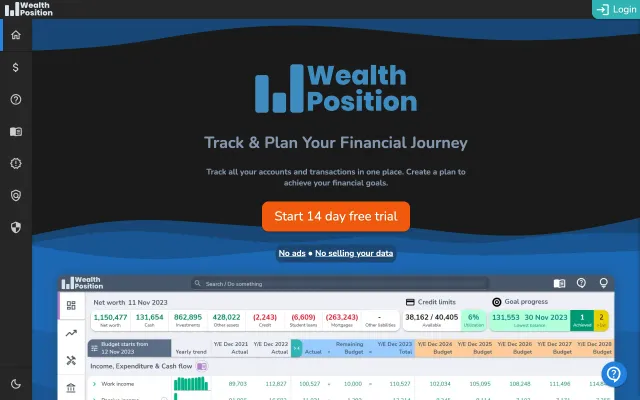 Wealth
Position
Login
Wealth
Position
Track & Plan Your Financial Journey
Track all your accounts and transactions in one place. Create a plan to
achieve your financial goals.
Start 14 day free trial
No ads ● No selling your data
Wealth
Position
Search / Do something
Net worth 11 Nov 2023
Credit limits
Goal progress
1,150,477 131,654 862,895 428,022 (2,243) (6,609) (263,243) -
38,162 / 40,405 6% 131,553 30 Nov 2023 1 2
Net worth Cash Investments Other assets Credit Student loans Mortgages Other liabilities
Available Utilisation Lowest balance Achieved
Budget starts from
12 Nov 2023
Yearly trend
Y/E Dec 2021
Actual
Y/E Dec 2022
Actual
Actual +
Remaining
Budget =
Y/E Dec 2023
Total
Y/E Dec 2024
Budget
Y/E Dec 2025
Budget
Y/E Dec 2026
Budget
Y/E Dec 2027
Budget
Y/E Dec 2028
Budget
Income, Expenditure & Cash flow
Work income 89,703 112,827 100,527 + 10,000 = 110,527 102,034 105,095 108,248 111,496